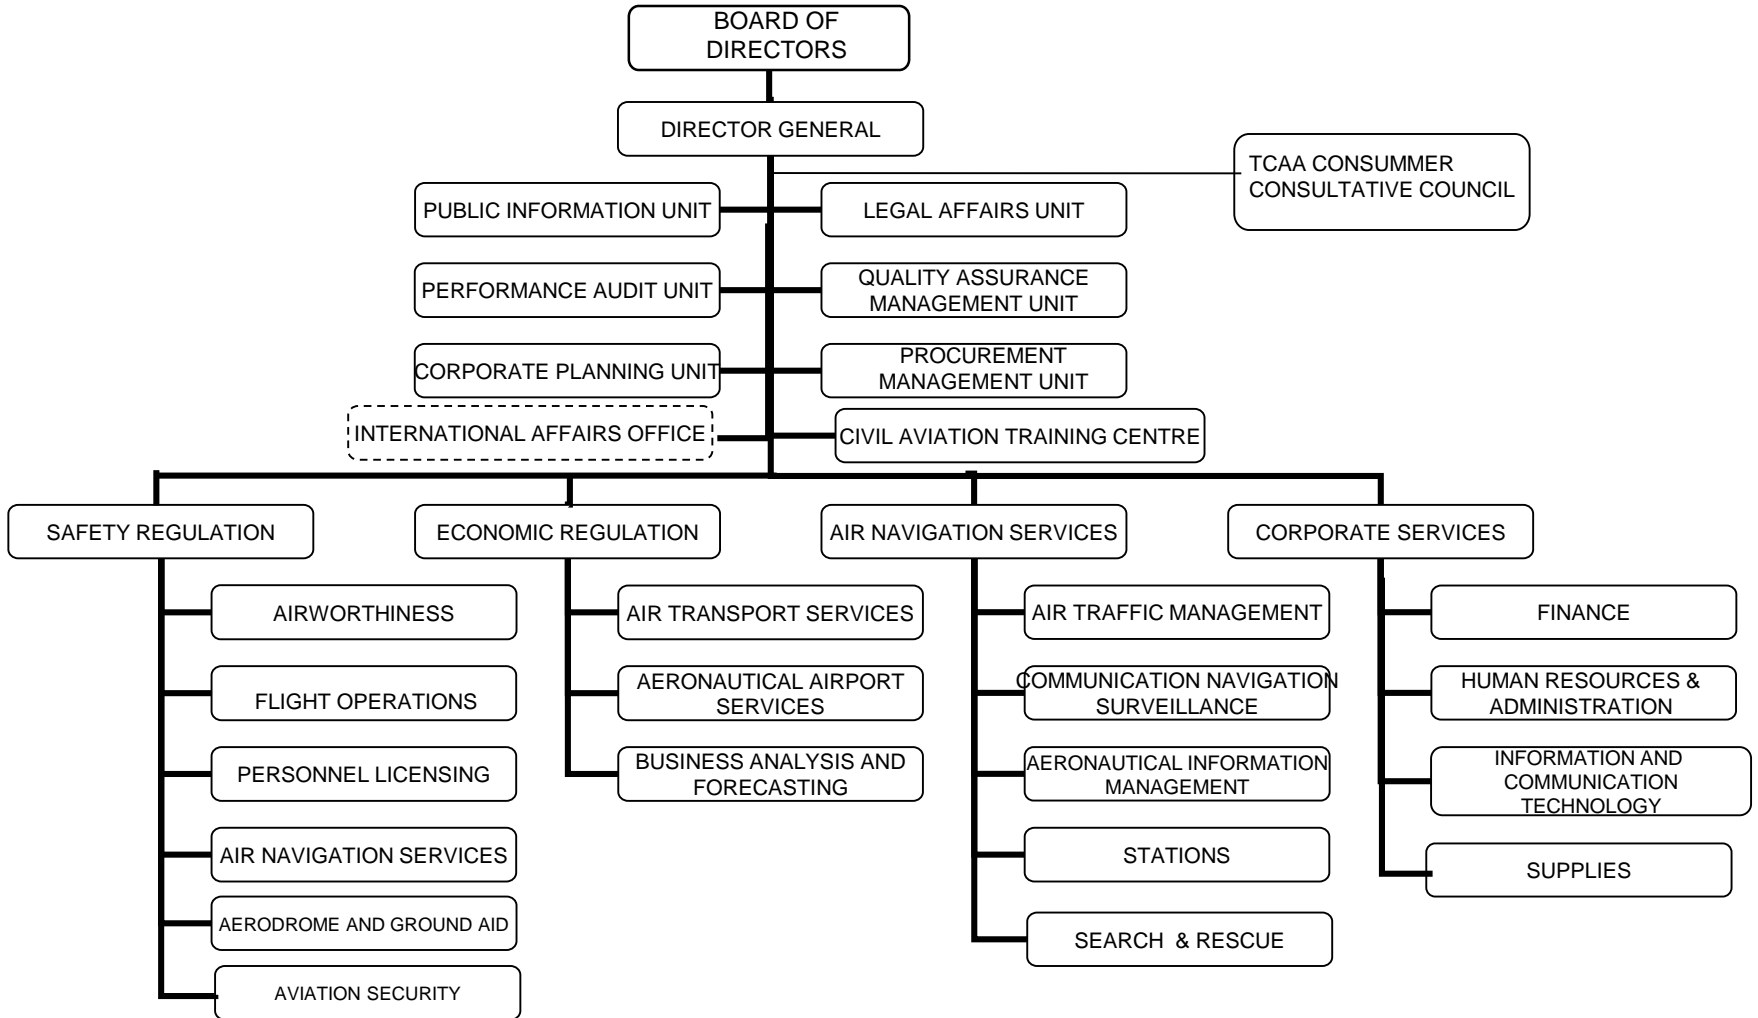 BOARD OF
DIRECTORS
DIRECTOR GENERAL
TCAA CONSUMMER
CONSULTATIVE COUNCIL
PUBLIC INFORMATION UNIT
LEGAL AFFAIRS UNIT
PERFORMANCE AUDIT UNIT
QUALITY ASSURANCE
MANAGEMENT UNIT
CORPORATE PLANNING UNIT
PROCUREMENT
MANAGEMENT UNIT
INTERNATIONAL AFFAIRS OFFICE
CIVIL AVIATION TRAINING CENTRE
SAFETY REGULATION
ECONOMIC REGULATION
AIR NAVIGATION SERVICES
CORPORATE SERVICES
AIRWORTHINESS
FLIGHT OPERATIONS
PERSONNEL LICENSING
AIR NAVIGATION SERVICES
AERODROME AND GROUND AID
AVIATION SECURITY
AIR TRANSPORT SERVICES
AERONAUTICAL AIRPORT
SERVICES
BUSINESS ANALYSIS AND
FORECASTING
AIR TRAFFIC MANAGEMENT
COMMUNICATION NAVIGATION
SURVEILLANCE
AERONAUTICAL INFORMATION
MANAGEMENT
STATIONS
SEARCH & RESCUE
FINANCE
HUMAN RESOURCES &
ADMINISTRATION
INFORMATION AND
COMMUNICATION
TECHNOLOGY
SUPPLIES